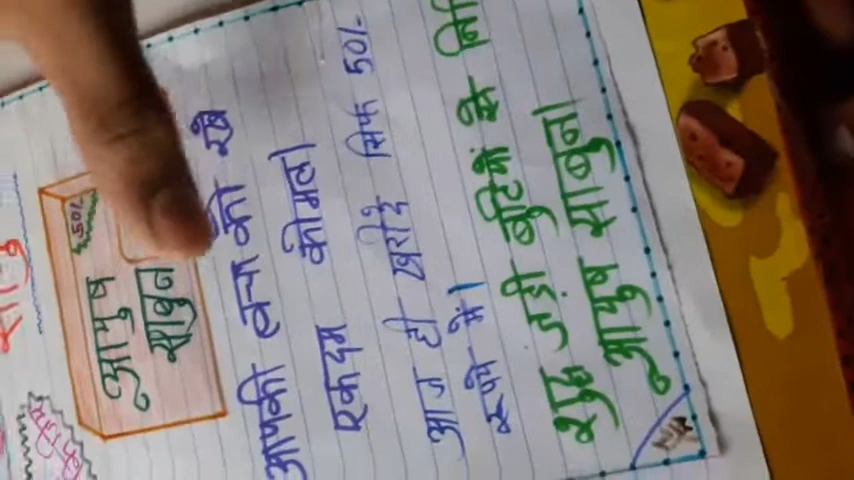 50/-
आयुष
साबुन
आपकी त्वचा को रखे
एकदम कोमल।
आज ही खरीदे सिर्फ 50/-
रूपये में।
शुद्ध जड़ी बुटियों से
आयुष साबुन।